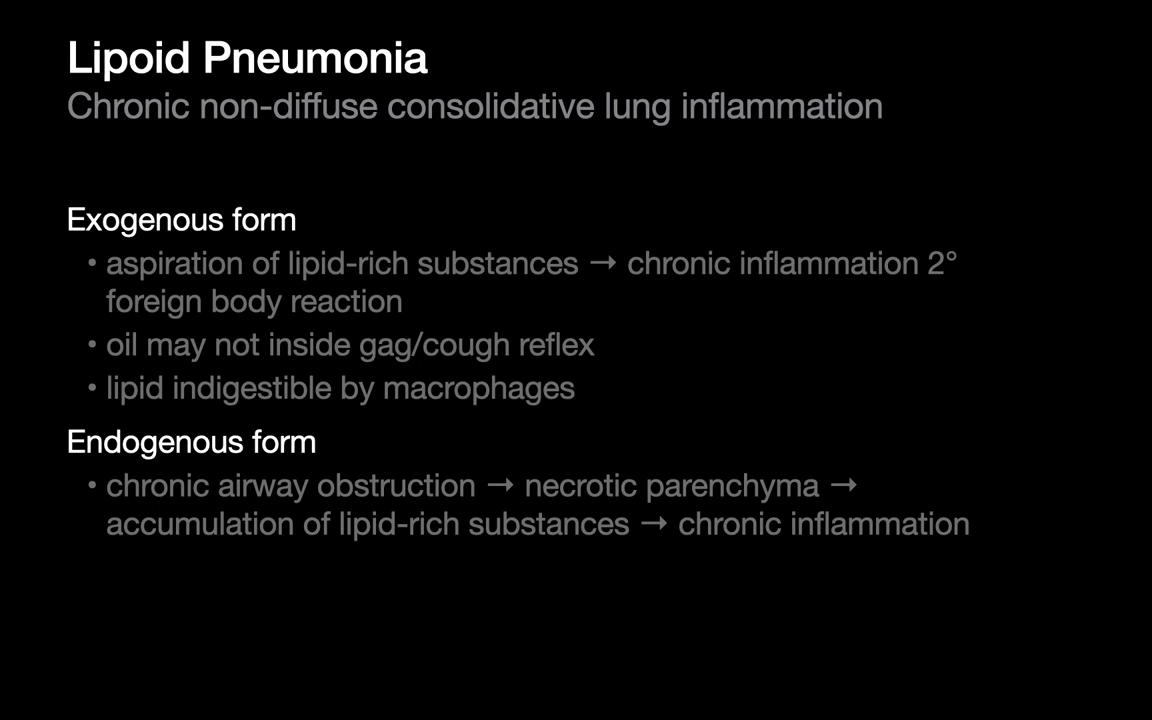 Lipoid Pneumonia
Chronic non-diffuse consolidative lung inflammation
Exogenous form
• aspiration of lipid-rich substances → chronic inflammation 2°
foreign body reaction
• oil may not inside gag/cough reflex
• lipid indigestible by macrophages
Endogenous form
• chronic airway obstruction → necrotic parenchyma →
accumulation of lipid-rich substances → chronic inflammation